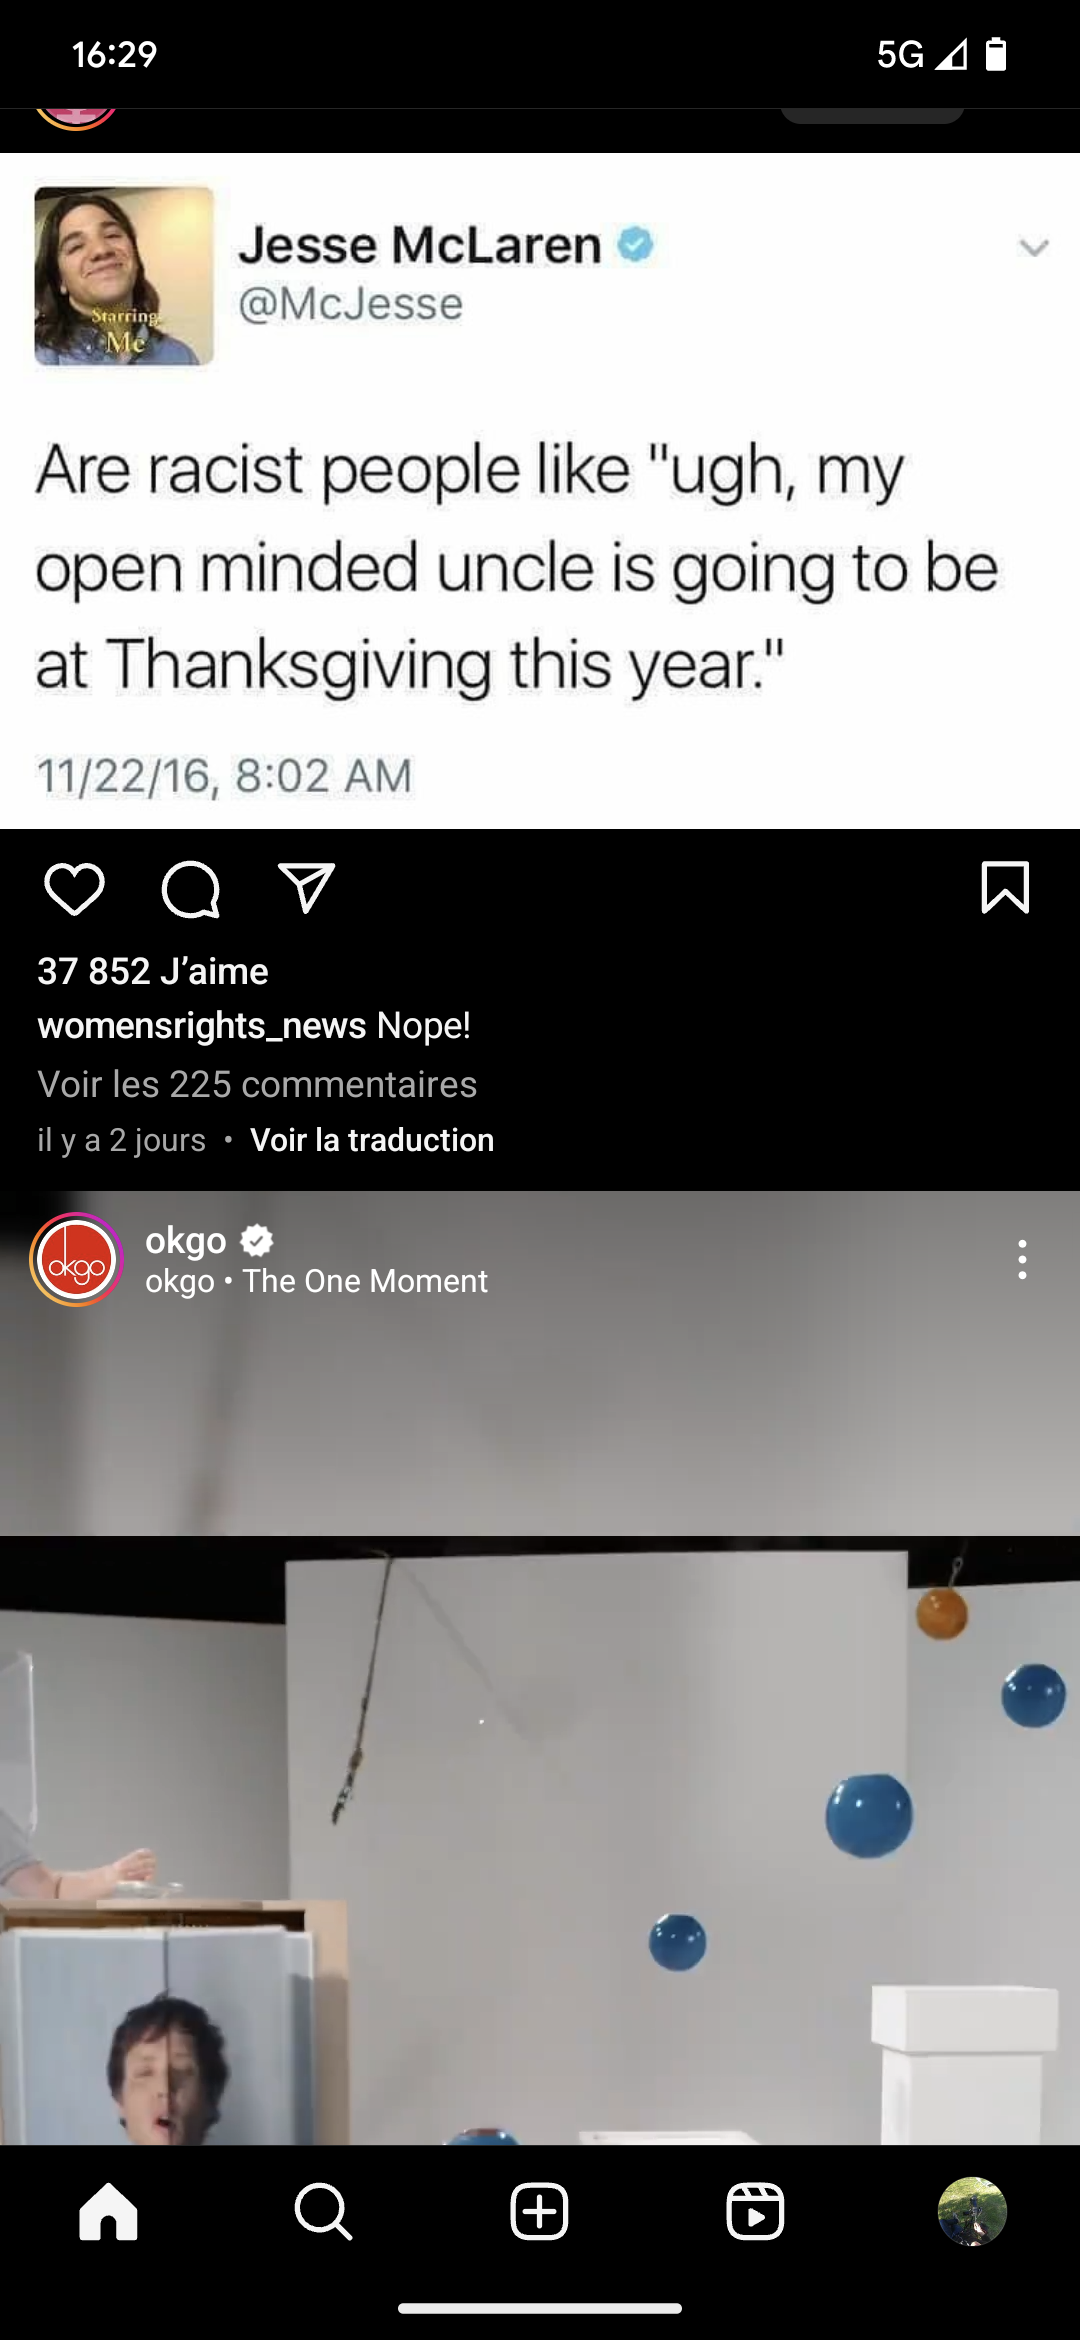 16:29
5G
Starring
Me
Jesse McLaren
@McJesse
Are racist people like "ugh, my
open minded uncle is going to be
at Thanksgiving this year."
11/22/16, 8:02 AM
37 852 J’aime
womensrights_news Nope!
Voir les 225 commentaires
il y a 2 jours • Voir la traduction
okgo
okgo
okgo • The One Moment